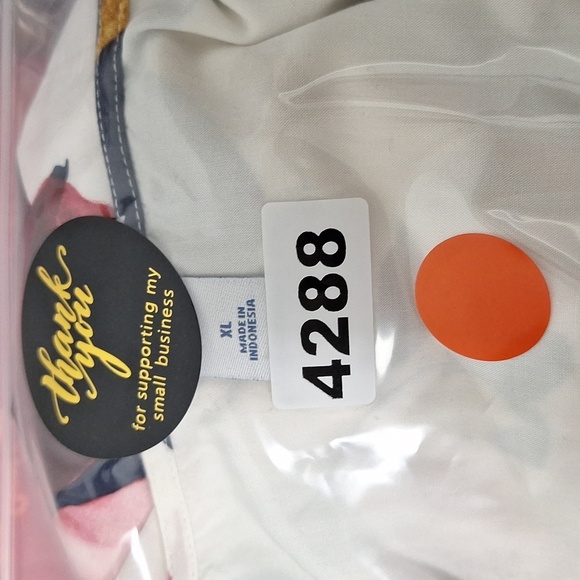 thank
you
for supporting my
small business
XL
MADE IN
INDONESIA
4288